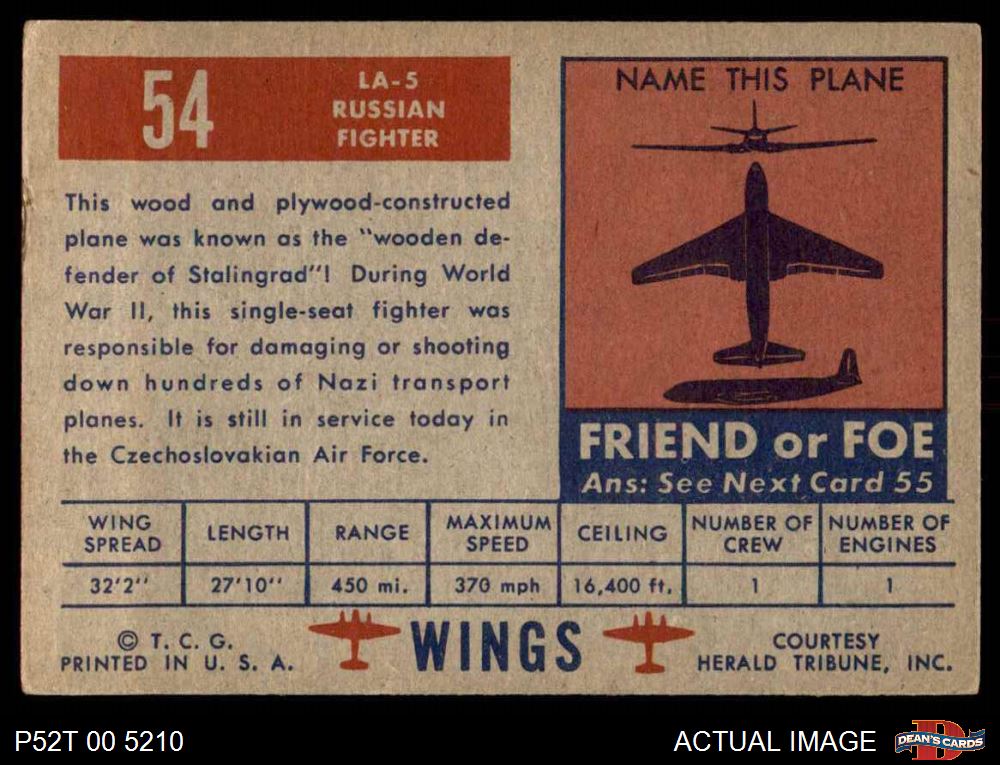 54
LA-5
RUSSIAN
FIGHTER
This wood and plywood-constructed
plane was known as the "wooden de-
fender of Stalingrad"! During World
War II, this single-seat fighter was
responsible for damaging or shooting
down hundreds of Nazi transport
planes. It is still in service today in
the Czechoslovakian Air Force.
NAME THIS PLANE
FRIEND or FOE
Ans: See Next Card 55
WING SPREAD LENGTH RANGE MAXIMUM SPEED CEILING NUMBER OF CREW NUMBER OF ENGINES
32'2" 27'10" 450 mi. 370 mph 16,400 ft. 1 1
© T. C. G.
PRINTED IN U. S. A.
WINGS
COURTESY
HERALD TRIBUNE, INC.
P52T 00 5210
ACTUAL IMAGE
D
DEAN'S CARDS